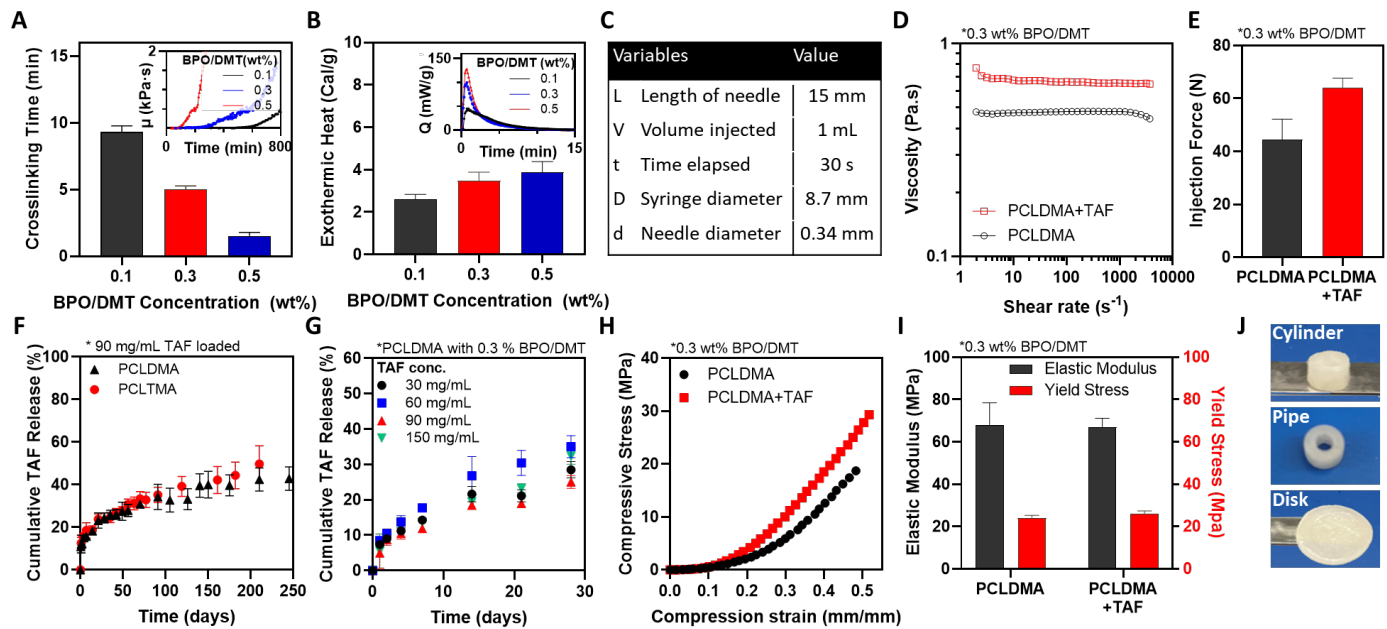 A
Crosslinking Time (min)
15
10
5
0
0.1
0.3
0.5
BPO/DMT Concentration (wt%)
BPO/DMT(wt%)
0.1
0.3
0.5
µ (kPa·s)
2
1
0
0
800
Time (min)
B
Exothermic Heat (Cal/g)
10
8
6
4
2
0
0.1
0.3
0.5
BPO/DMT Concentration (wt%)
BPO/DMT (wt%)
0.1
0.3
0.5
Q (mW/g)
150
0
0
15
Time (min)
C
Variables Value
L Length of needle 15 mm
V Volume injected 1 mL
t Time elapsed 30 s
D Syringe diameter 8.7 mm
d Needle diameter 0.34 mm
D
*0.3 wt% BPO/DMT
Viscosity (Pa.s)
1
0.1
PCLDMA+TAF
PCLDMA
1
10
100
1000
10000
Shear rate (s-1)
E
*0.3 wt% BPO/DMT
Injection Force (N)
80
60
40
20
0
PCLDMA
PCLDMA
+TAF
F
* 90 mg/mL TAF loaded
PCLDMA
PCLTMA
Cumulative TAF Release (%)
100
80
60
40
20
0
0
50
100
150
200
250
Time (days)
G
*PCLDMA with 0.3 % BPO/DMT
TAF conc.
30 mg/mL
60 mg/mL
90 mg/mL
150 mg/mL
Cumulative TAF Release (%)
60
50
40
30
20
10
0
0
10
20
30
Time (days)
H
*0.3 wt% BPO/DMT
PCLDMA
PCLDMA+TAF
Compressive Stress (MPa)
40
30
20
10
0
0.0
0.1
0.2
0.3
0.4
0.5
0.6
Compression strain (mm/mm)
I
*0.3 wt% BPO/DMT
Elastic Modulus
Yield Stress
Elastic Modulus (MPa)
100
80
60
40
20
0
PCLDMA
PCLDMA
+TAF
100
80
60
40
20
0
Yield Stress (Mpa)
J
Cylinder
Pipe
Disk